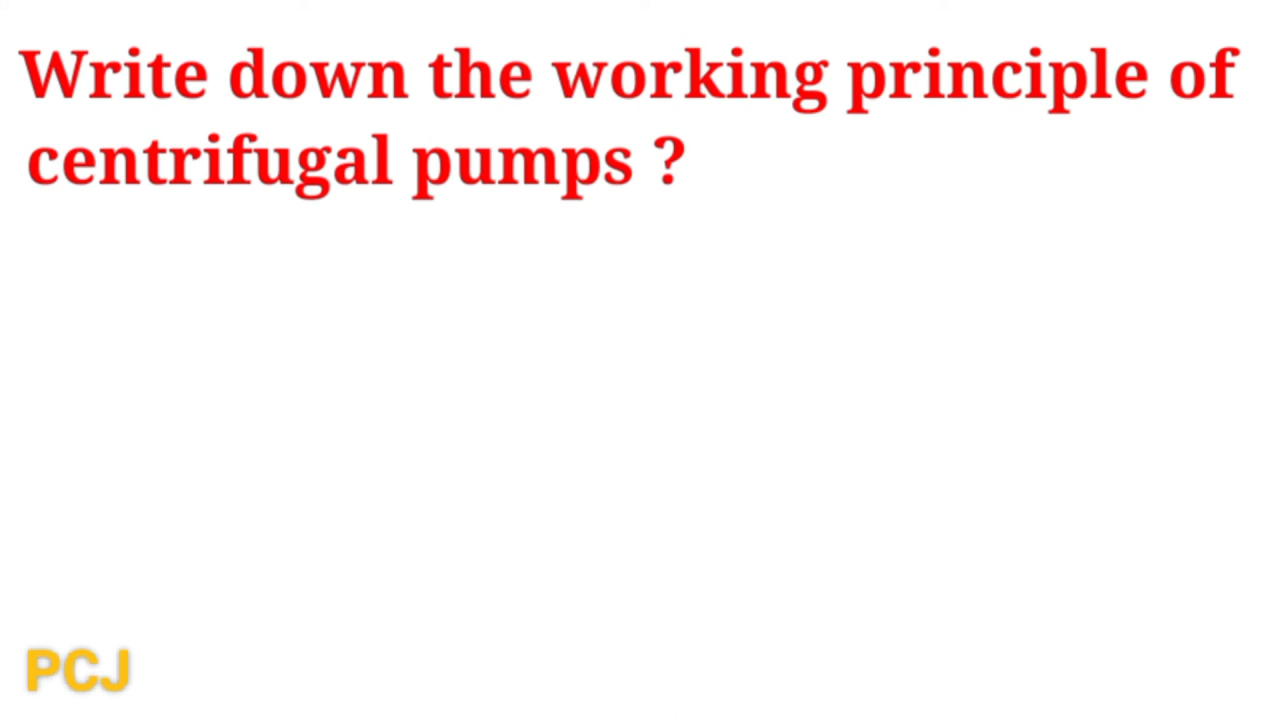 Write down the working principle of
centrifugal pumps ?
PCJ